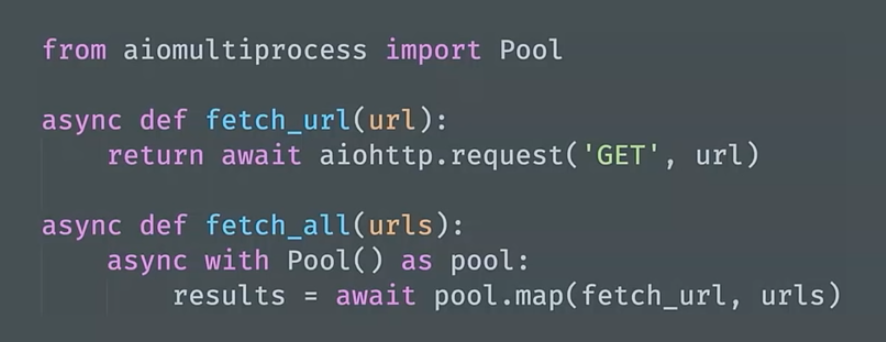 from aiomultiprocess import Pool
async def fetch_url(url):
return await aiohttp.request('GET', url)
async def fetch_all(urls):
async with Pool() as pool:
results = await pool.map(fetch_url, urls)